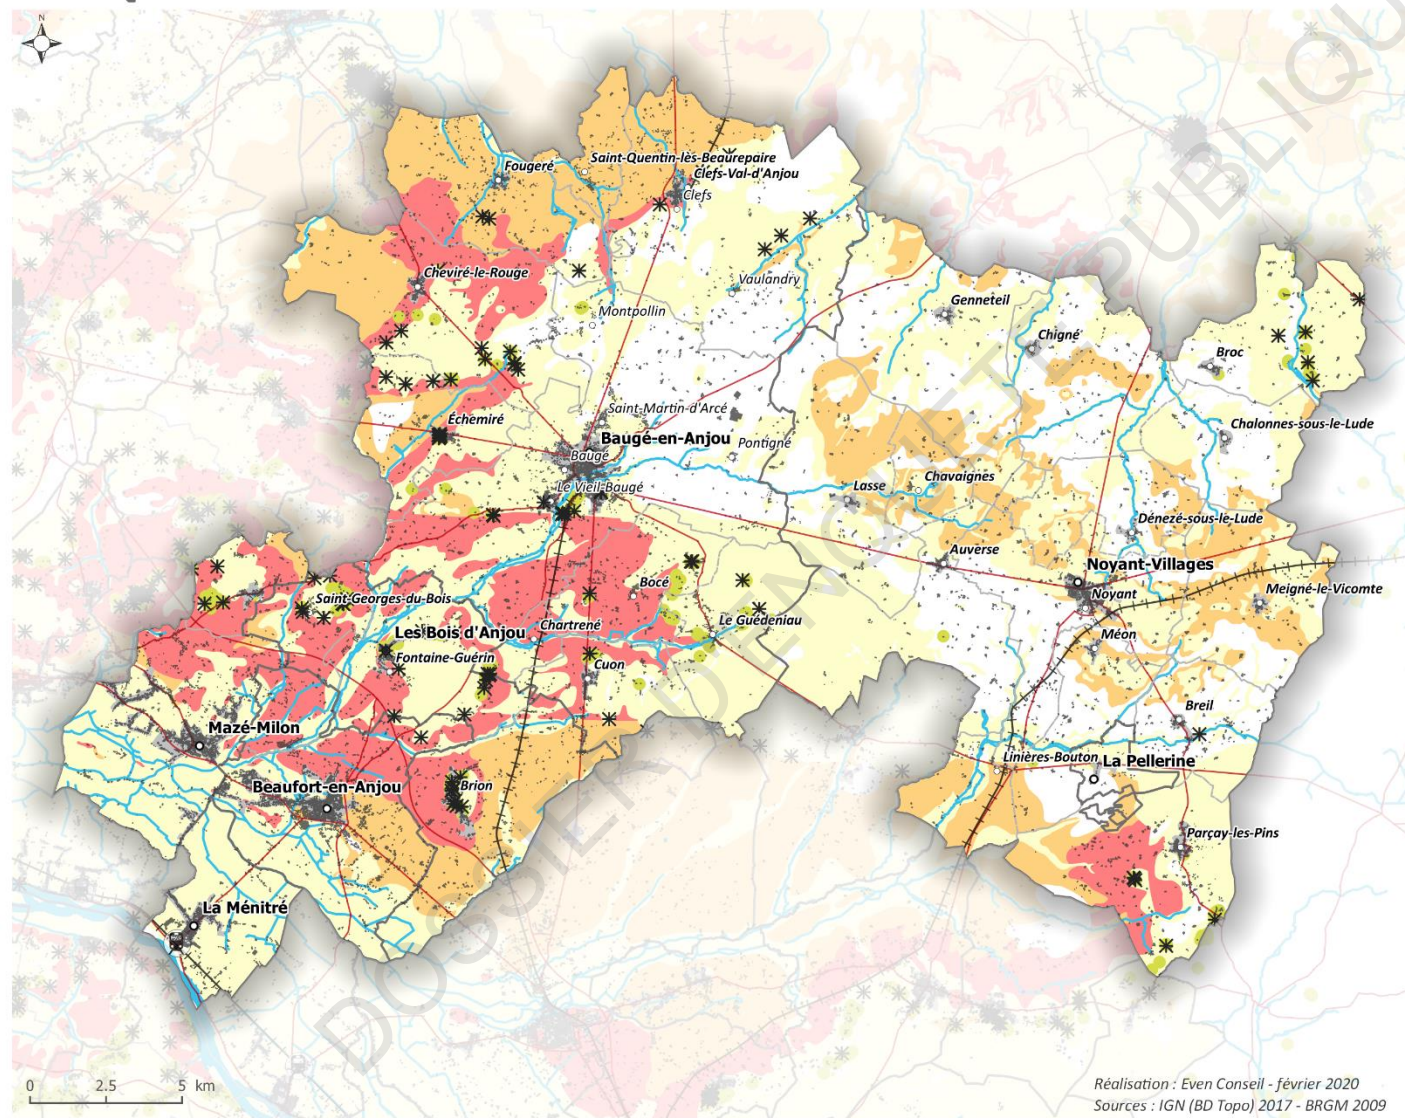 N
Saint-Quentin-lès-Beaurepaire
Fougeré
Clefs-Val-d'Anjou
Clefs
Cheviré-le-Rouge
Vaulandry
Genneteil
Montpollin
Chigné
Broc
Saint-Martin-d'Arcé
Échemiré
Chalonnes-sous-le-Lude
Baugé-en-Anjou
Pontigné
Baugé
Chavaignes
Le Vieil-Baugé
Lasse
Dénezé-sous-le-Lude
Auverse
Noyant-Villages
Bocé
Meigné-le-Vicomte
Noyant
Saint-Georges-du-Bois
Le Guédeniau
Chartrené
Les Bois d'Anjou
Méon
Fontaine-Guérin
Cuon
Breil
Mazé-Milon
Linières-Bouton
La Pellerine
Brion
Beaufort-en-Anjou
Parçay-les-Pins
La Ménitré
DOSSIER D'ENQUETE PUBLIQU
0 2.5 5 km
Réalisation : Even Conseil - février 2020
Sources : IGN (BD Topo) 2017 - BRGM 2009